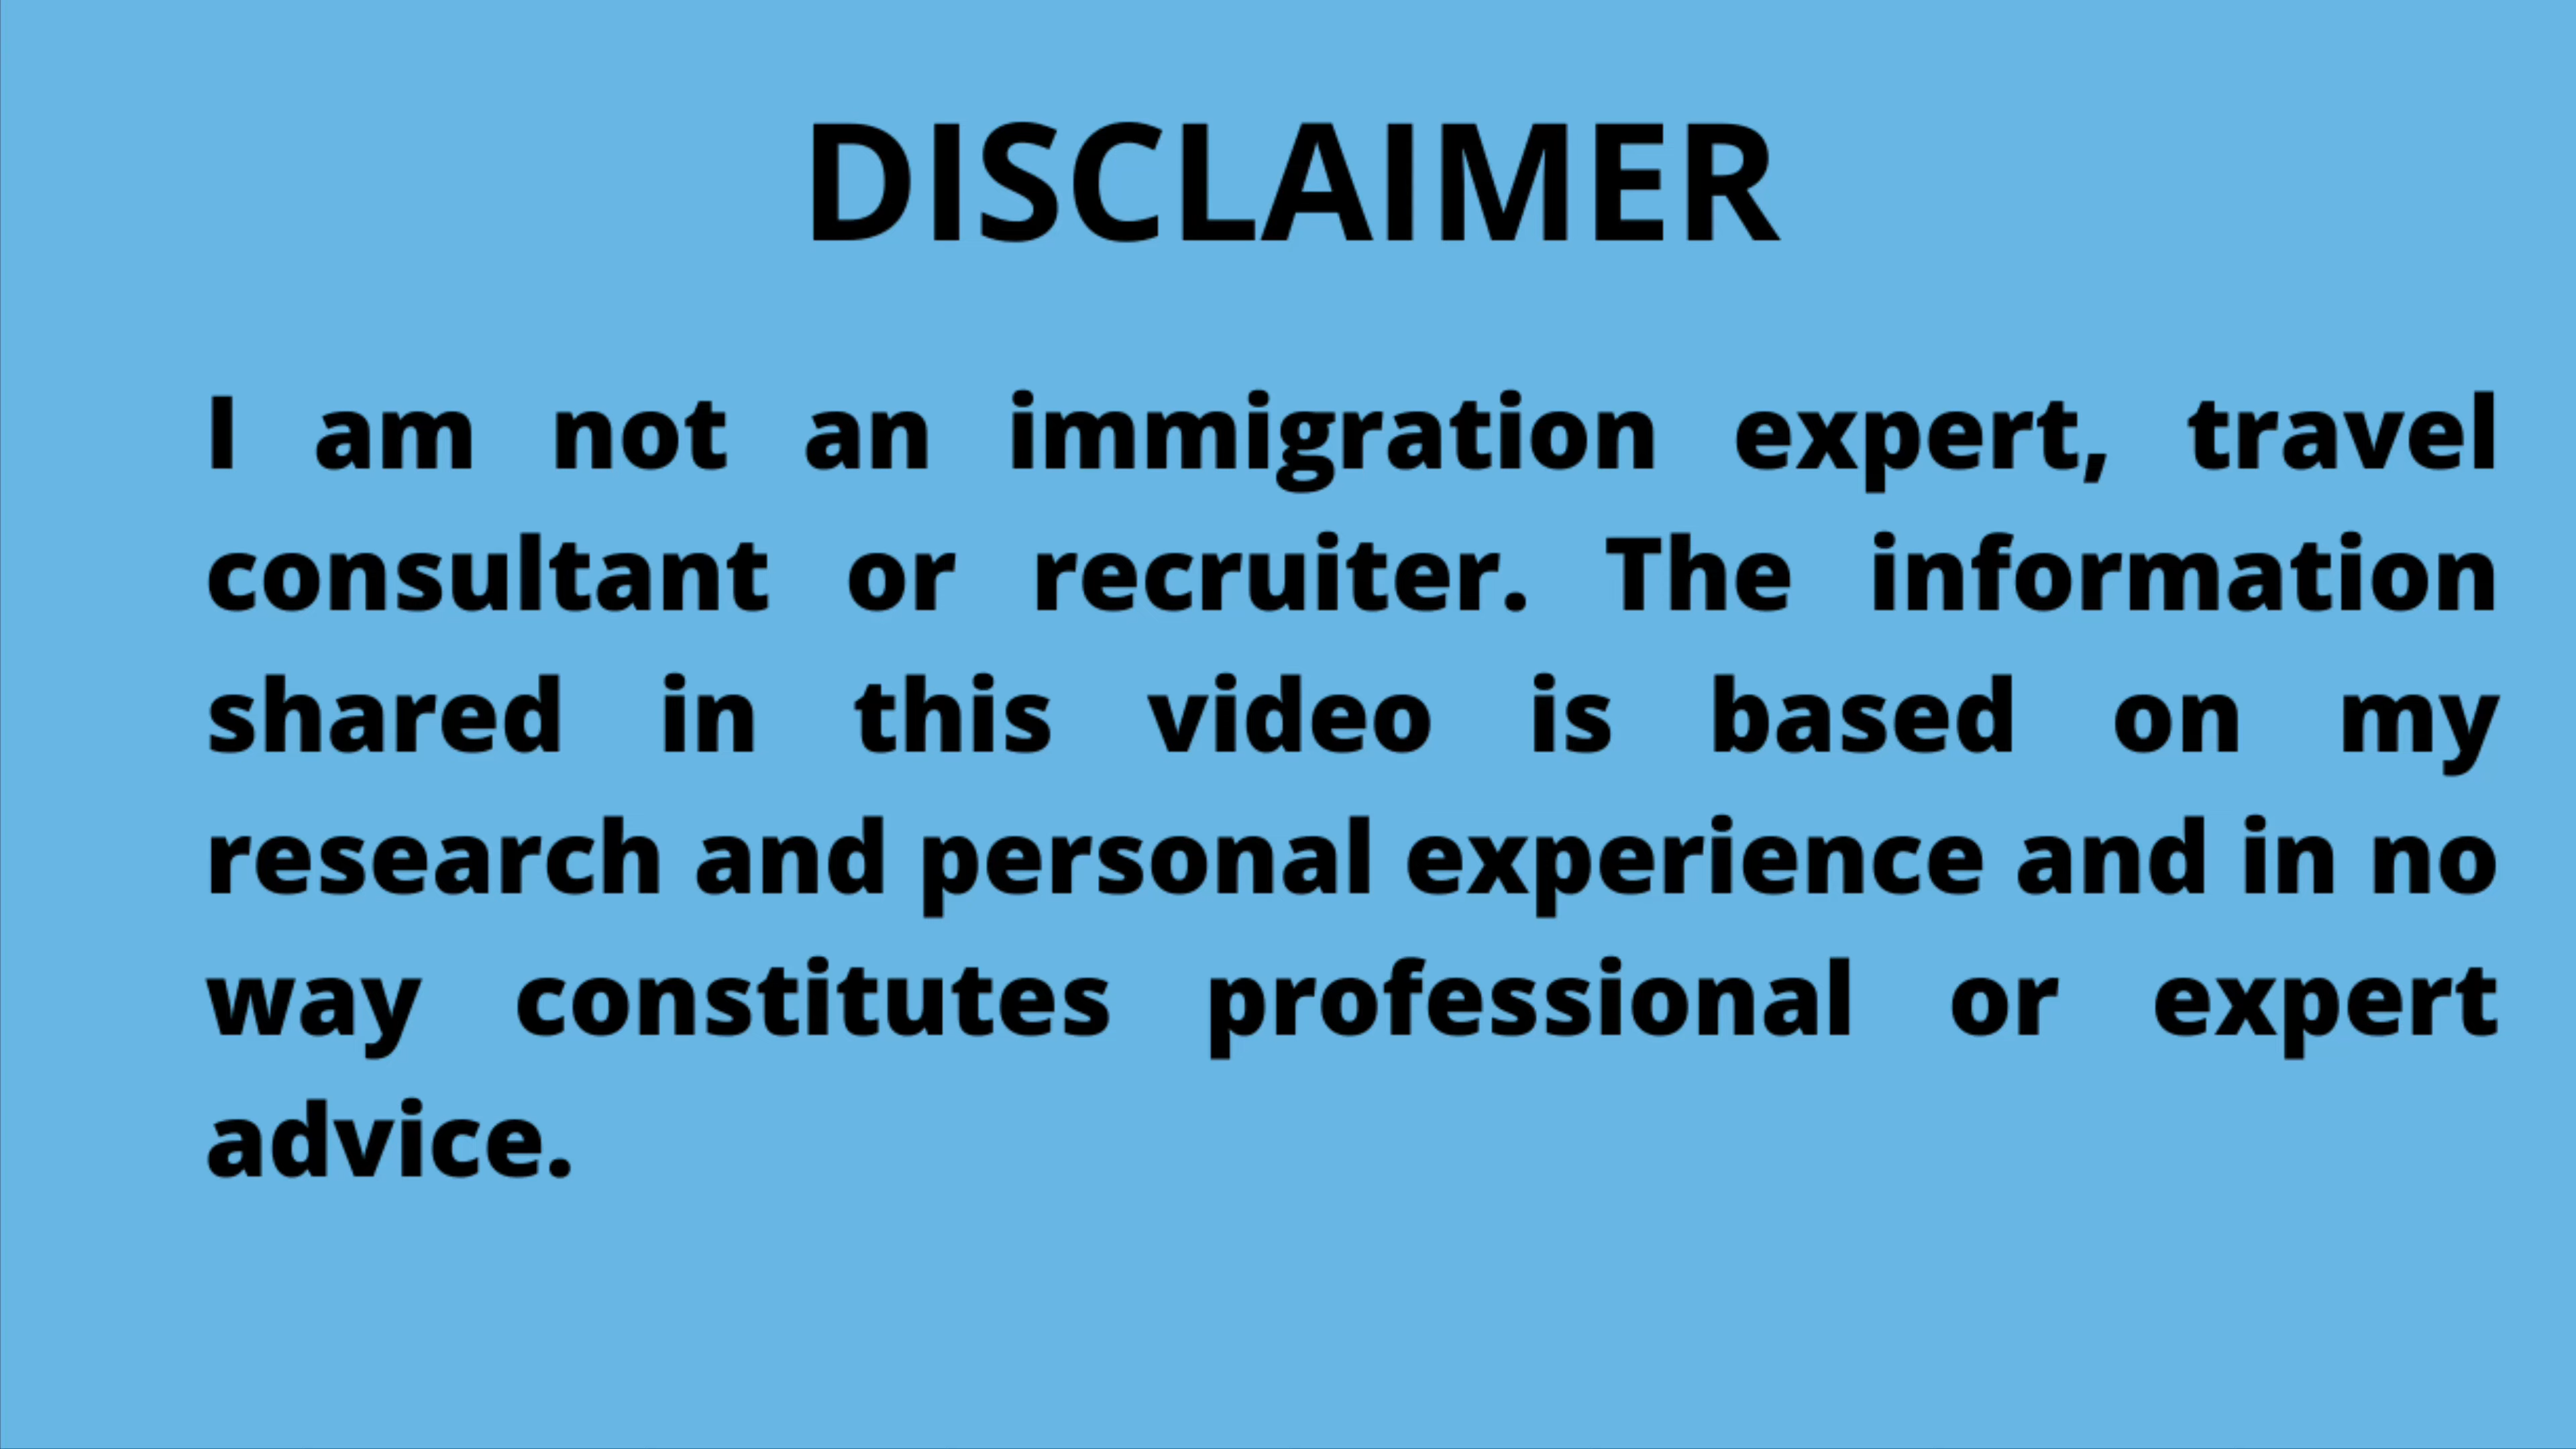 DISCLAIMER
I am not an immigration expert, travel
consultant or recruiter. The information
shared in this video is based on my
research and personal experience and in no
way constitutes professional or expert
advice.